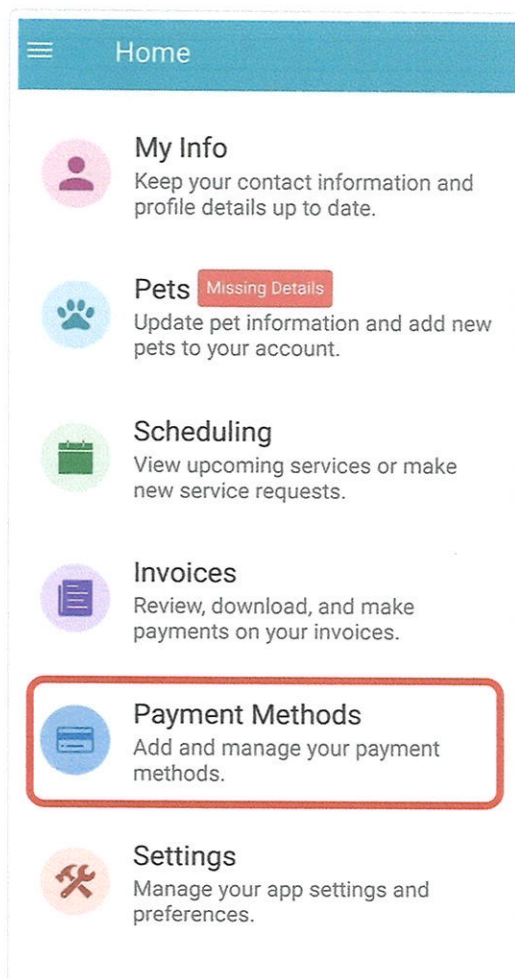 Home
My Info
Keep your contact information and
profile details up to date.
Pets Missing Details
Update pet information and add new
pets to your account.
Scheduling
View upcoming services or make
new service requests.
Invoices
Review, download, and make
payments on your invoices.
Payment Methods
Add and manage your payment
methods.
Settings
Manage your app settings and
preferences.